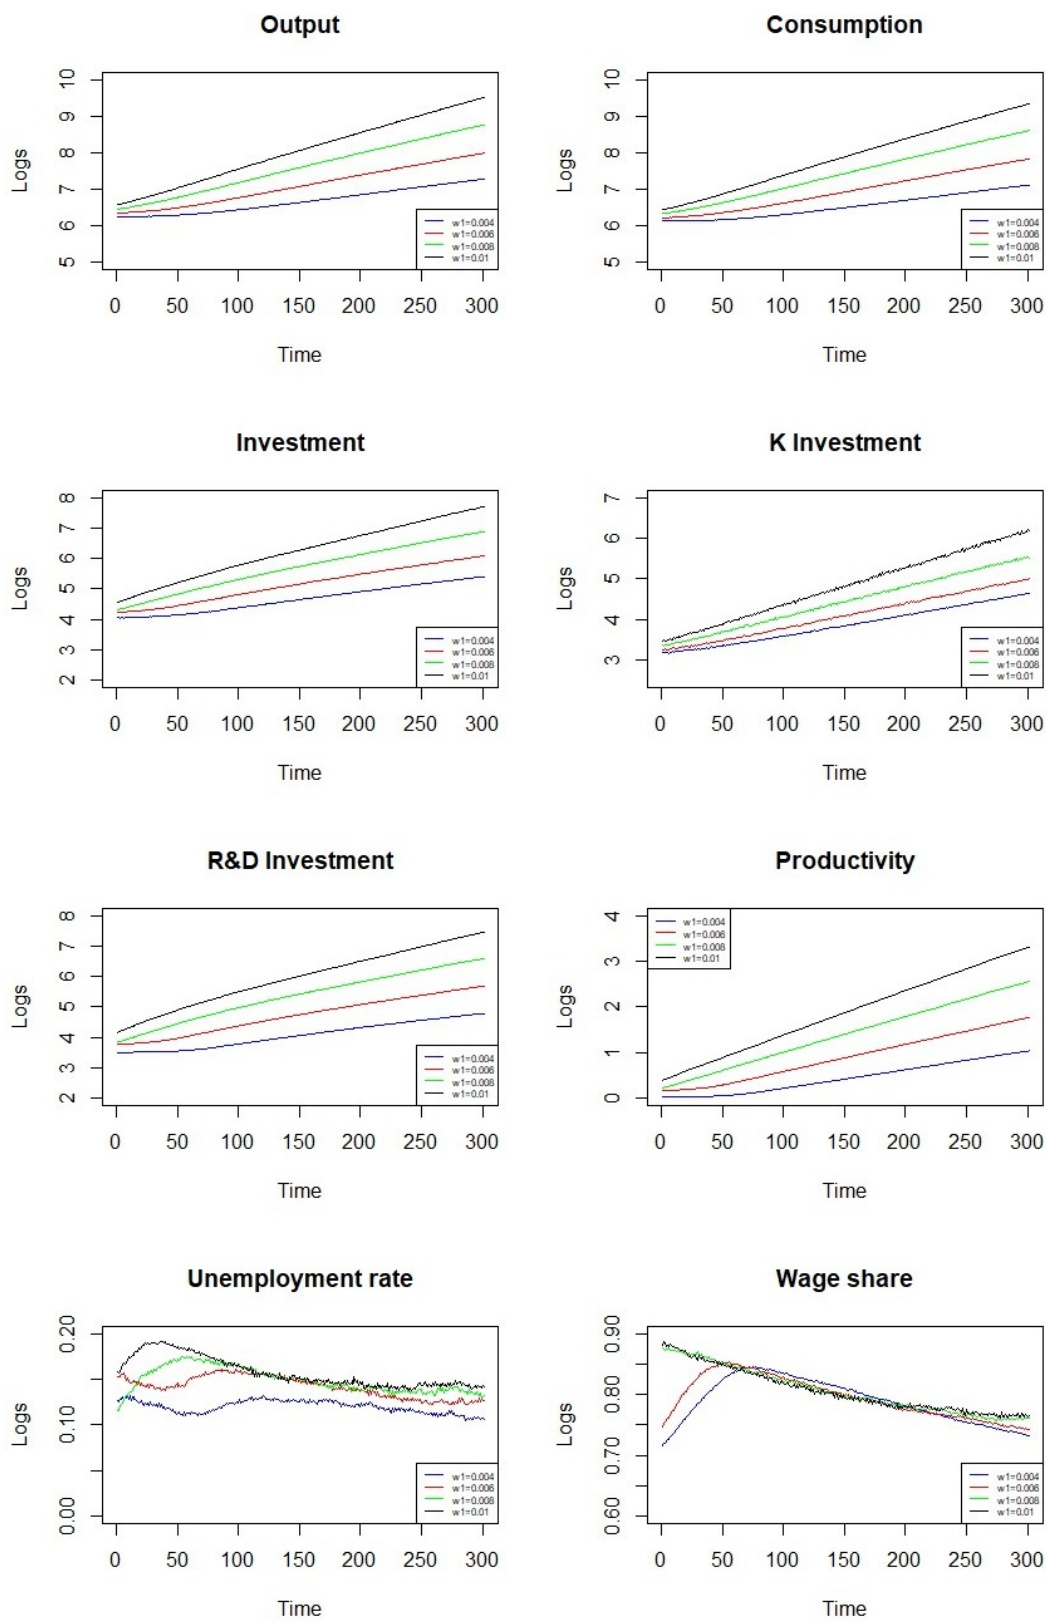 Output
Logs
10
9
8
7
6
5
w1=0.004
w1=0.006
w1=0.008
w1=0.01
0 50 100 150 200 250 300
Time
Consumption
Logs
10
9
8
7
6
5
w1=0.004
w1=0.006
w1=0.008
w1=0.01
0 50 100 150 200 250 300
Time
Investment
Logs
8
7
6
5
4
3
2
w1=0.004
w1=0.006
w1=0.008
w1=0.01
0 50 100 150 200 250 300
Time
K Investment
Logs
7
6
5
4
3
w1=0.004
w1=0.006
w1=0.008
w1=0.01
0 50 100 150 200 250 300
Time
R&D Investment
Logs
8
7
6
5
4
3
2
w1=0.004
w1=0.006
w1=0.008
w1=0.01
0 50 100 150 200 250 300
Time
Productivity
Logs
4
3
2
1
0
w1=0.004
w1=0.006
w1=0.008
w1=0.01
0 50 100 150 200 250 300
Time
Unemployment rate
Logs
0.20
0.10
0.00
w1=0.004
w1=0.006
w1=0.008
w1=0.01
0 50 100 150 200 250 300
Time
Wage share
Logs
0.90
0.80
0.70
0.60
w1=0.004
w1=0.006
w1=0.008
w1=0.01
0 50 100 150 200 250 300
Time